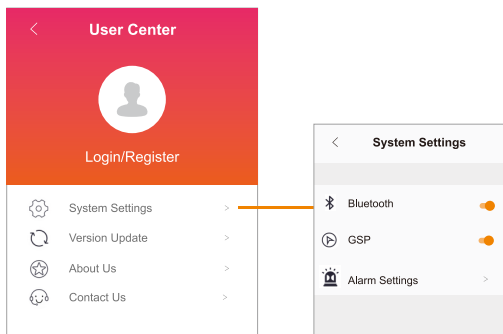 User Center
Login/Register
System Settings
Version Update
About Us
Contact Us
System Settings
Bluetooth
GSP
Alarm Settings